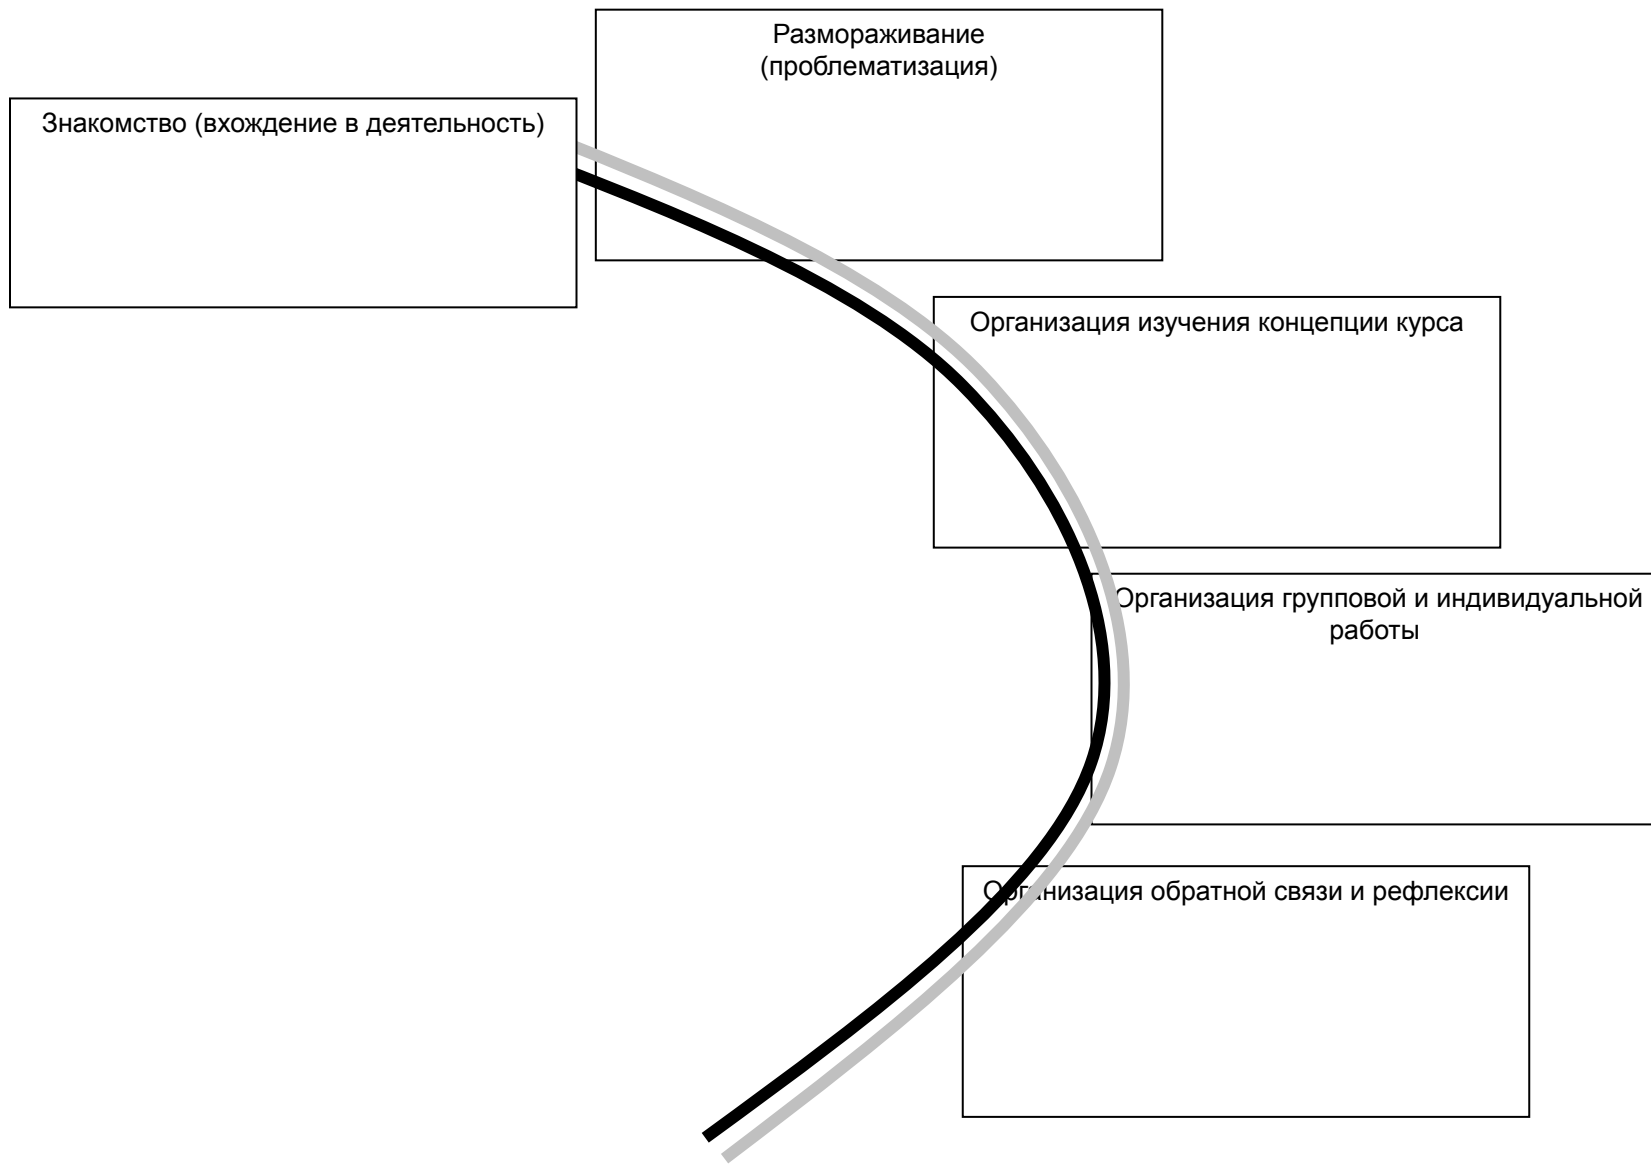 Размораживание
(проблематизация)
Знакомство (вхождение в деятельность)
Организация изучения концепции курса
Организация групповой и индивидуальной
работы
Организация обратной связи и рефлексии